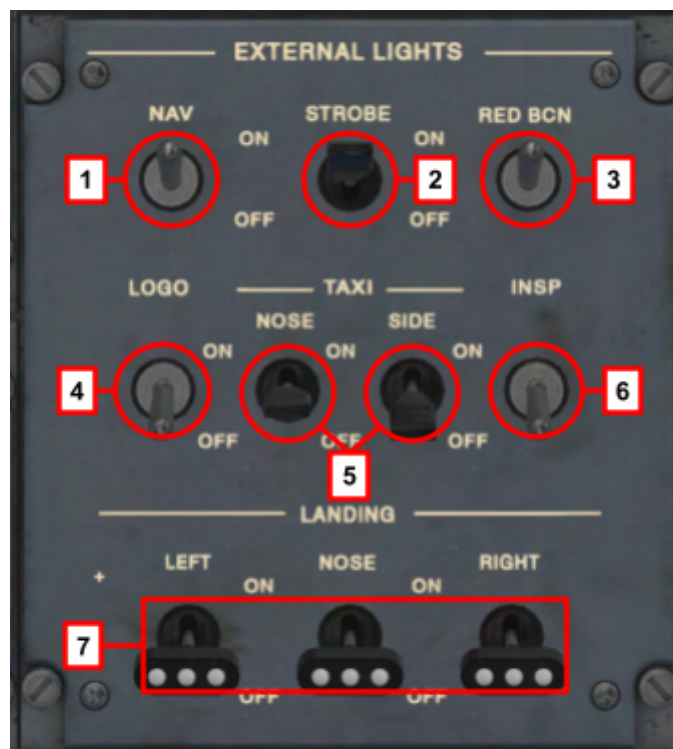 EXTERNAL LIGHTS
NAV STROBE RED BCN
ON ON
1 2 3
OFF OFF
LOGO TAXI INSP
NOSE SIDE
ON ON ON
4 6
OFF OFF OFF
5
LANDING
LEFT NOSE RIGHT
+ ON ON
7
OFF OFF